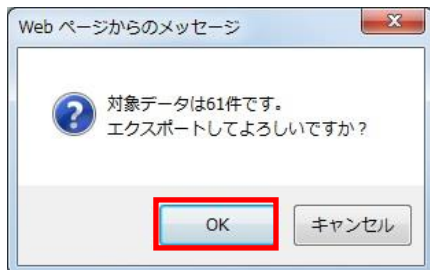 Web ページからのメッセージ
対象データは61件です。
エクスポートしてよろしいですか？
OK
キャンセル